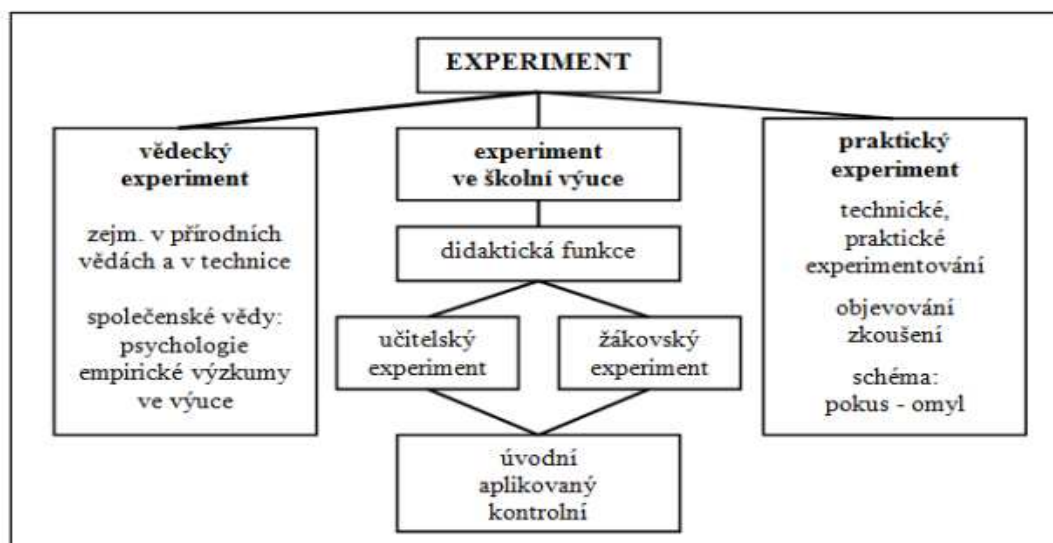 EXPERIMENT
vědecký
experiment
zejm. v přírodních
vědách a v technice
společenské vědy:
psychologie
empirické výzkumy
ve výuce
experiment
ve školní výuce
didaktická funkce
učitelský
experiment
žákovský
experiment
úvodní
aplikovaný
kontrolní
praktický
experiment
technické,
praktické
experimentování
objevování
zkoušení
schéma:
pokus - omyl